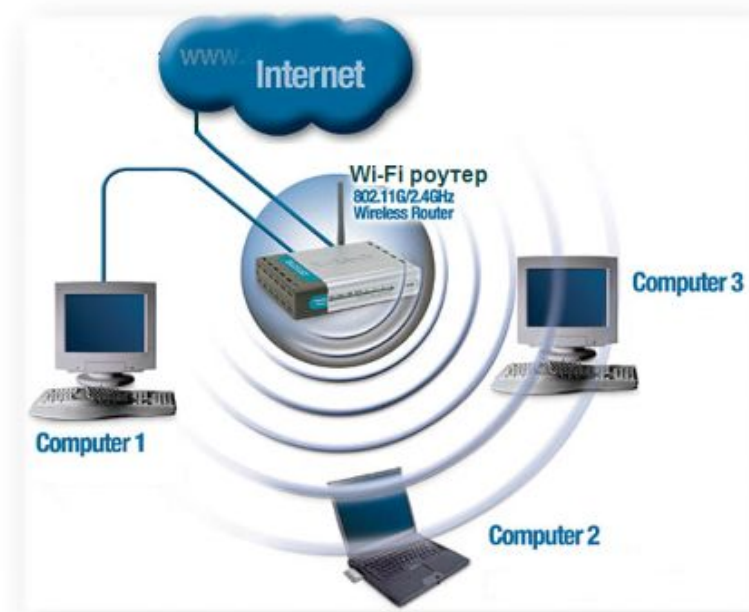 www.
Internet
Wi-Fi роутер
802.11G/2.4GHz
Wireless Router
Computer 3
Computer 1
Computer 2